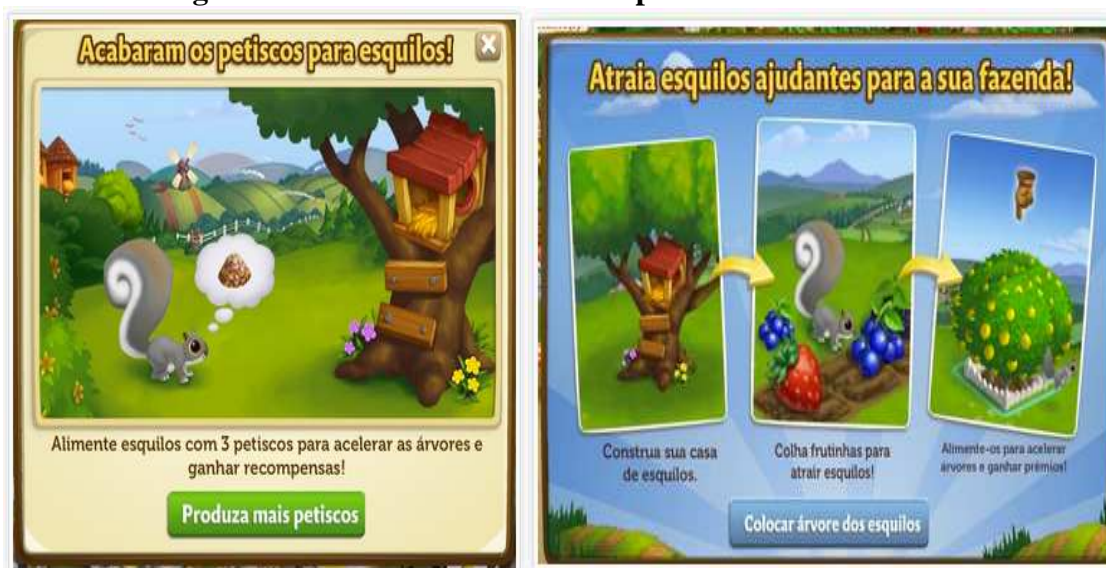 Acabaram os petiscos para esquilos!
Alimente esquilos com 3 petiscos para acelerar as árvores e
ganhar recompensas!
Produza mais petiscos
Atraia esquilos ajudantes para a sua fazenda!
Construa sua casa
de esquilos.
Colha frutinhas para
atrair esquilos!
Alimente-os para acelerar
árvores e ganhar prêmios!
Colocar árvore dos esquilos